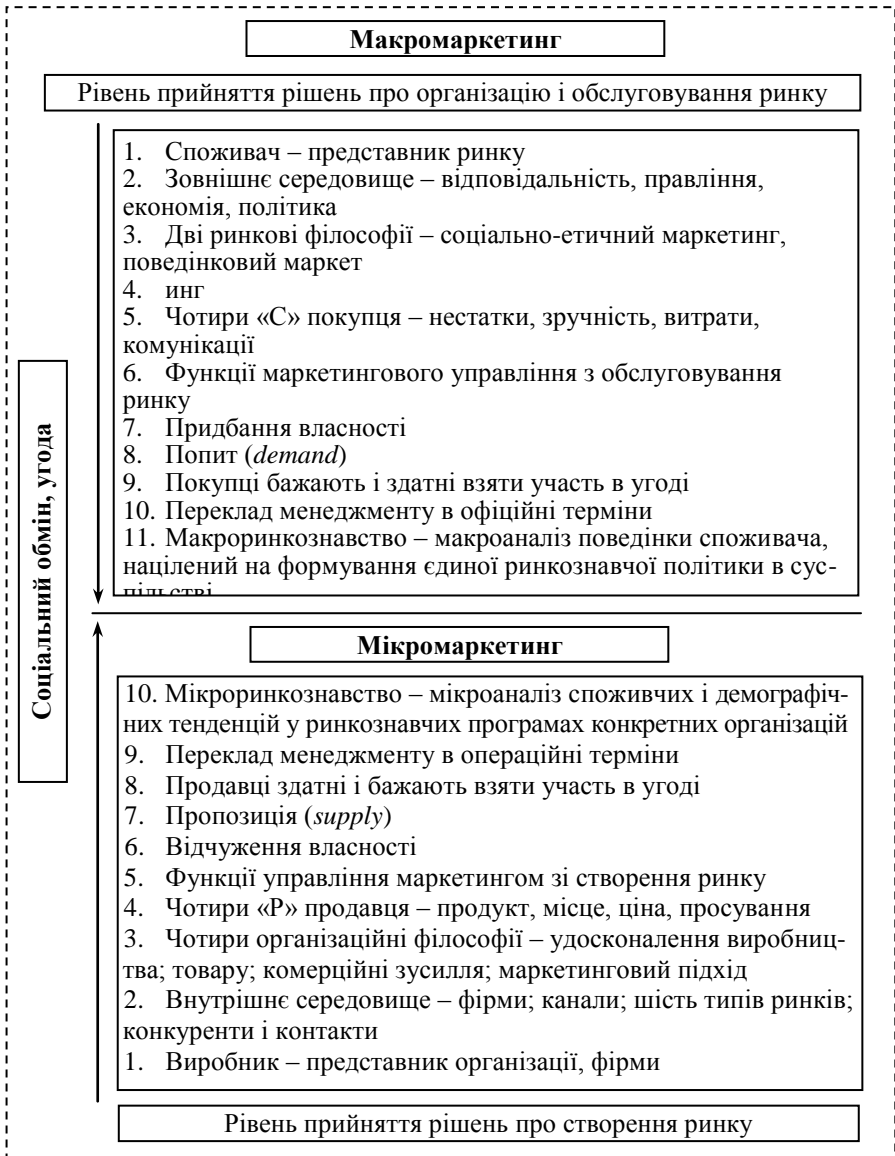 Макромаркетинг
Рівень прийняття рішень про організацію і обслуговування ринку
1. Споживач – представник ринку
2. Зовнішнє середовище – відповідальність, правління,
економія, політика
3. Дві ринкові філософії – соціально-етичний маркетинг,
поведінковий маркет
4. инг
5. Чотири «С» покупця – нестатки, зручність, витрати,
комунікації
6. Функції маркетингового управління з обслуговування
ринку
7. Придбання власності
8. Попит (demand)
9. Покупці бажають і здатні взяти участь в угоді
10. Переклад менеджменту в офіційні терміни
11. Макроринкознавство – макроаналіз поведінки споживача,
націлений на формування єдиної ринкознавчої політики в сус-
пільстві
Соціальний обмін, угода
Мікромаркетинг
10. Мікроринкознавство – мікроаналіз споживчих і демографіч-
них тенденцій у ринкознавчих програмах конкретних організацій
9. Переклад менеджменту в операційні терміни
8. Продавці здатні і бажають взяти участь в угоді
7. Пропозиція (supply)
6. Відчуження власності
5. Функції управління маркетингом зі створення ринку
4. Чотири «Р» продавця – продукт, місце, ціна, просування
3. Чотири організаційні філософії – удосконалення виробниц-
тва; товару; комерційні зусилля; маркетинговий підхід
2. Внутрішнє середовище – фірми; канали; шість типів ринків;
конкуренти і контакти
1. Виробник – представник організації, фірми
Рівень прийняття рішень про створення ринку